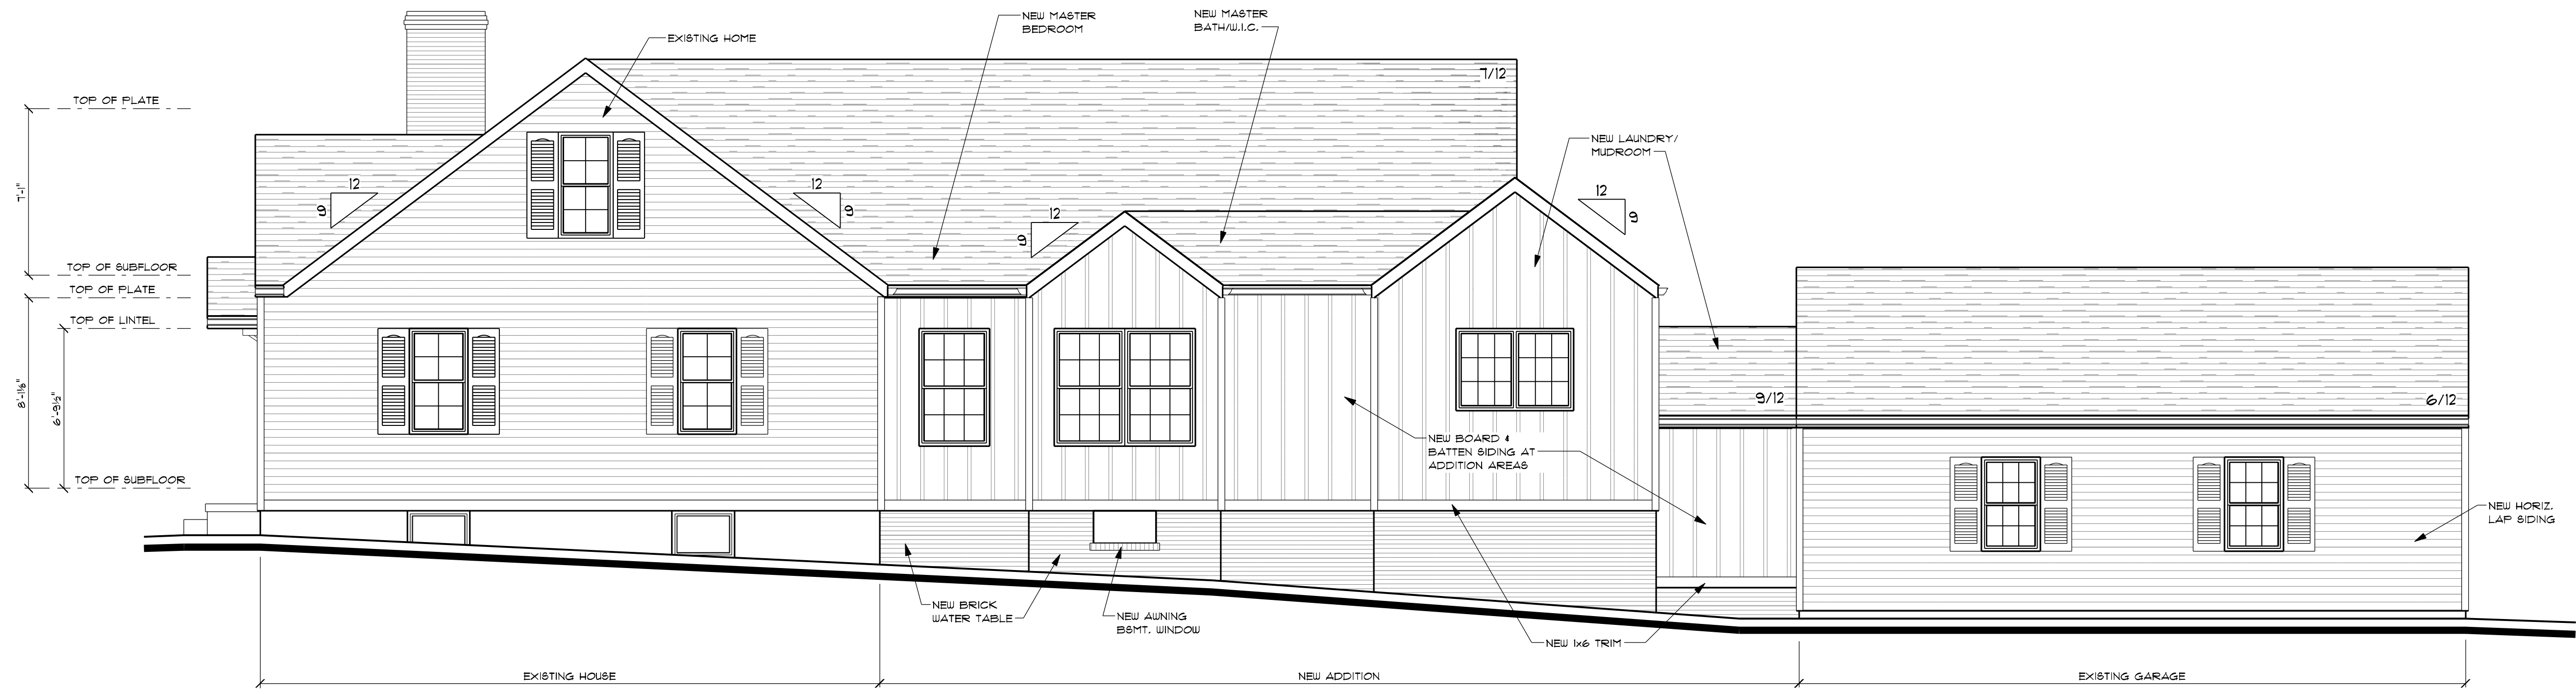 NEW MASTER
BEDROOM
NEW MASTER
BATH/W.I.C.
EXISTING HOME
7/12
TOP OF PLATE
NEW LAUNDRY/
MUDROOM
7'-1"
12
9
12
9
12
9
12
9
TOP OF SUBFLOOR
TOP OF PLATE
TOP OF LINTEL
8'-1⅛"
6'-9½"
9/12
6/12
NEW BOARD &
BATTEN SIDING AT
ADDITION AREAS
TOP OF SUBFLOOR
NEW HORIZ.
LAP SIDING
NEW BRICK
WATER TABLE
NEW AWNING
BSMT. WINDOW
NEW 1x6 TRIM
EXISTING HOUSE
NEW ADDITION
EXISTING GARAGE